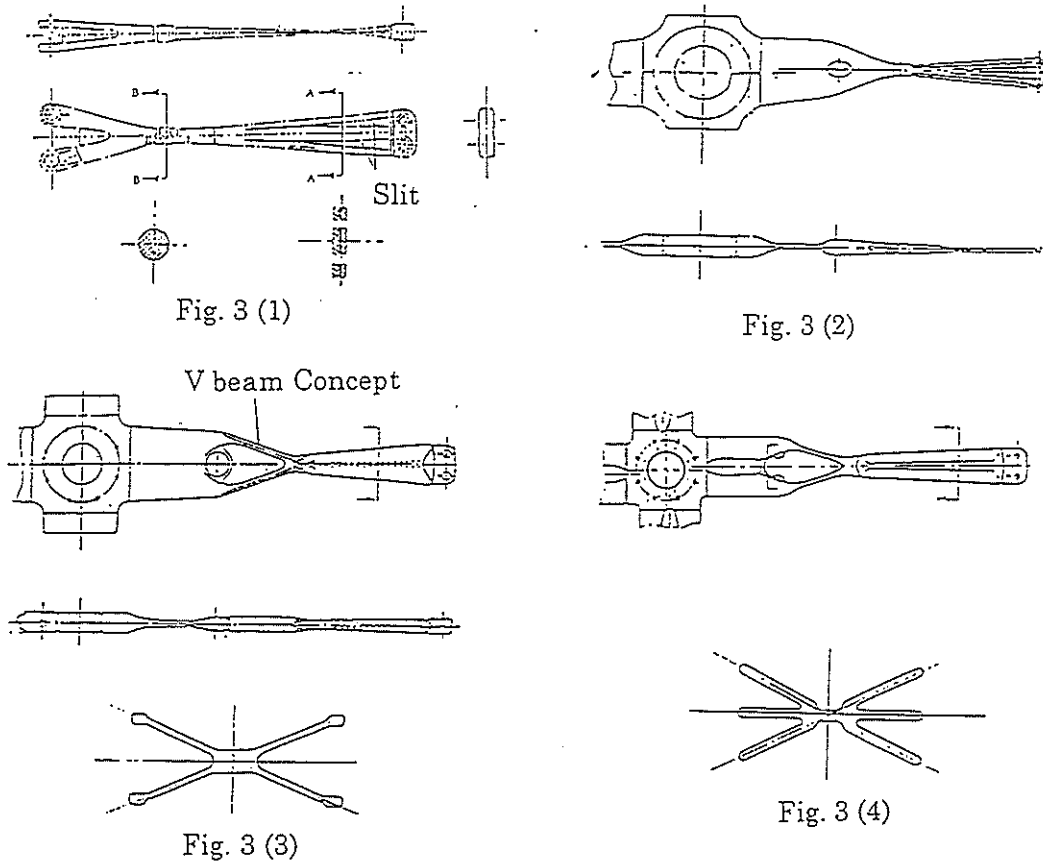 B
A
B
A
Slit
Fig. 3 (1)
Fig. 3 (2)
V beam Concept
Fig. 3 (3)
Fig. 3 (4)